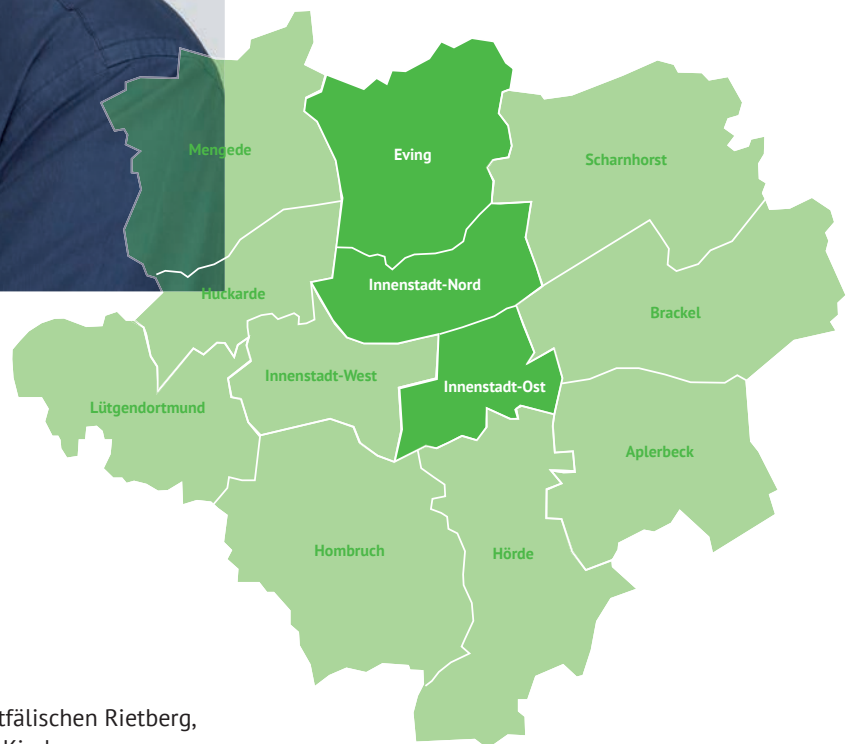 Mengede
Eving
Scharnhorst
Innenstadt-Nord
Huckarde
Brackel
Innenstadt-West
Innenstadt-Ost
Lütgendortmund
Aplerbeck
Hombruch
Hörde
tfälischen Rietberg,